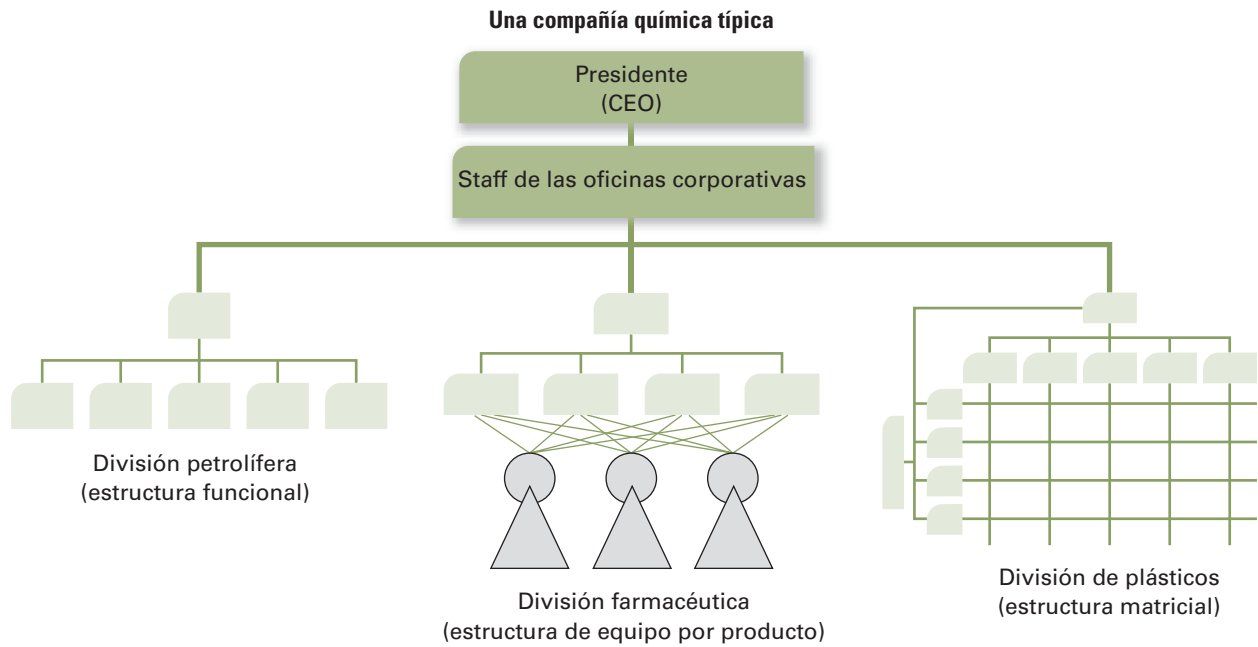 Una compañía química típica
Presidente
(CEO)
Staff de las oficinas corporativas
División petrolífera
(estructura funcional)
División farmacéutica
(estructura de equipo por producto)
División de plásticos
(estructura matricial)